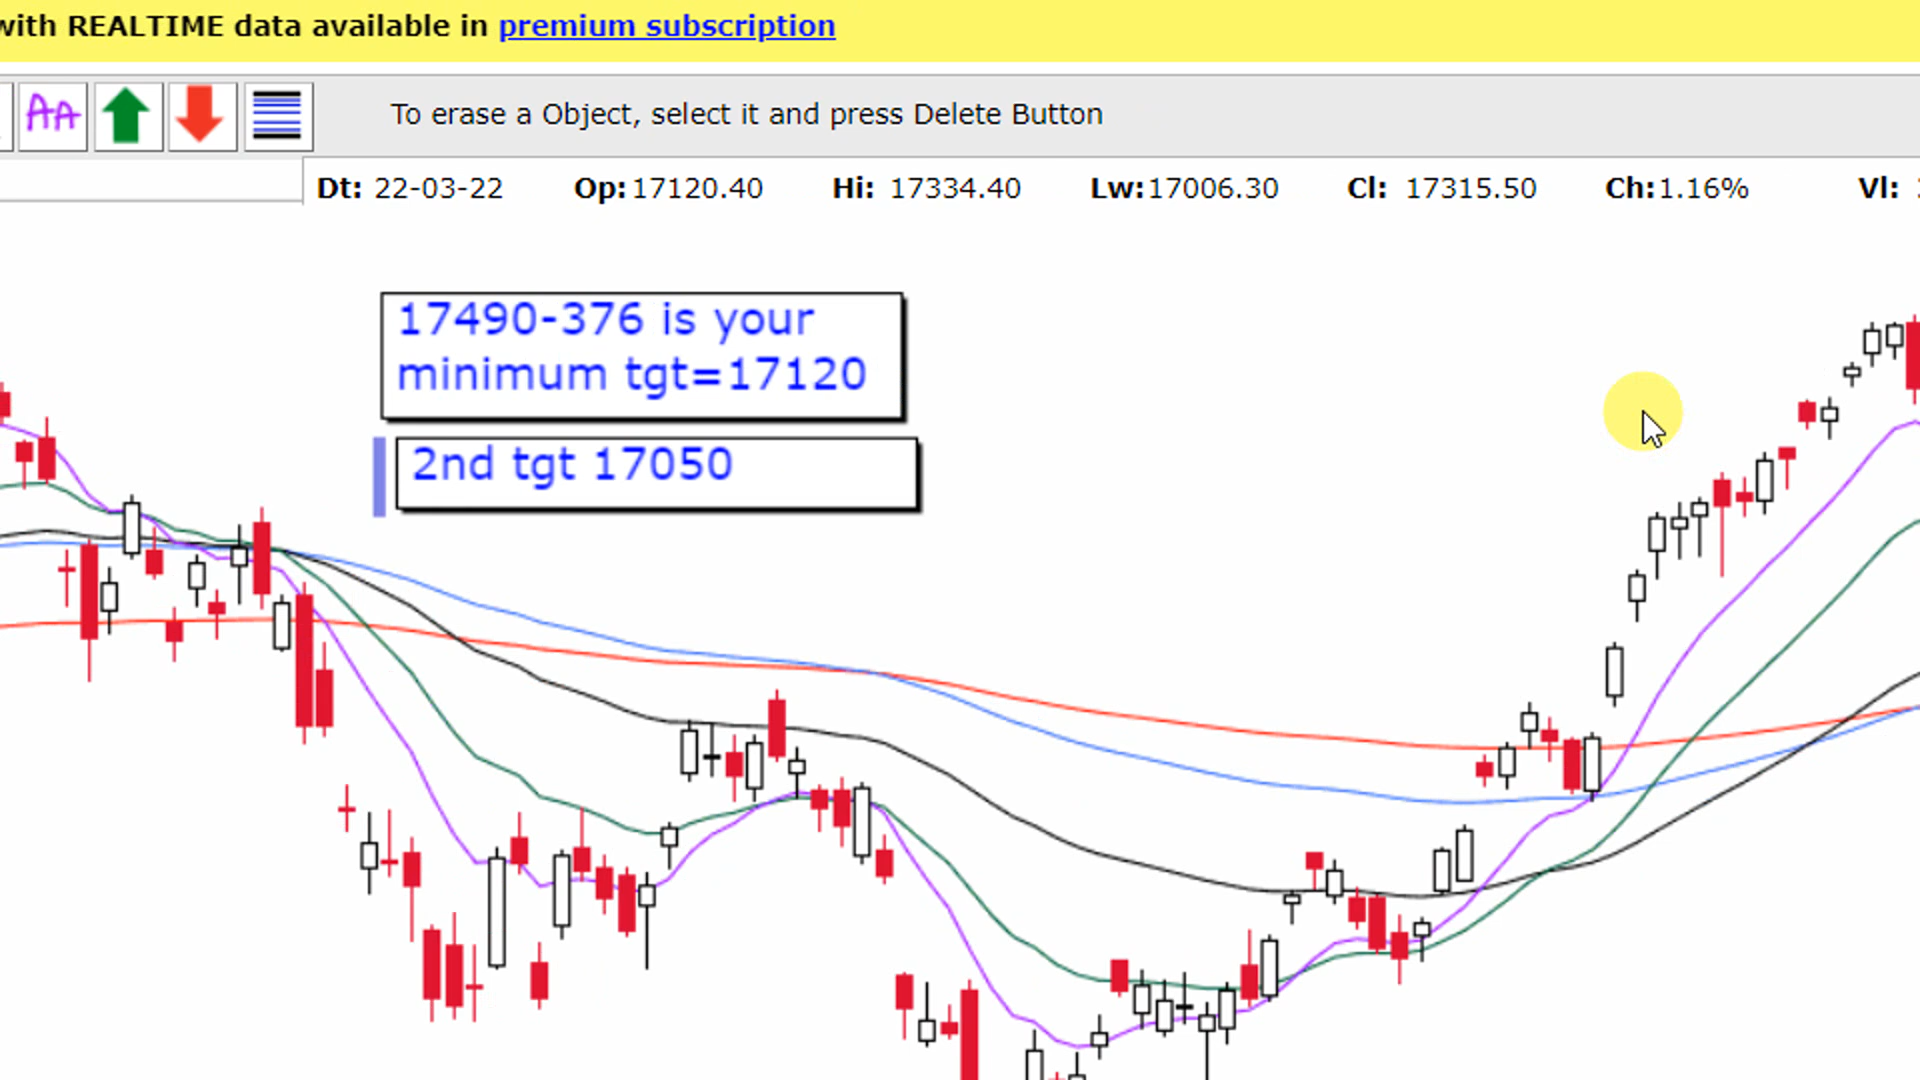 with REALTIME data available in premium subscription
AA
To erase a Object, select it and press Delete Button
Dt: 22-03-22 Op:17120.40 Hi: 17334.40 Lw:17006.30 Cl: 17315.50 Ch:1.16% Vl:
17490-376 is your
minimum tgt=17120
2nd tgt 17050